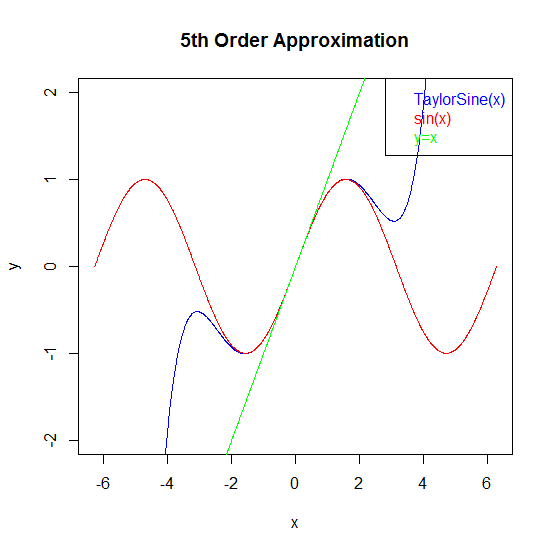 5th Order Approximation
TaylorSine(x)
sin(x)
y=x
y
2
1
0
-1
-2
-6 -4 -2 0 2 4 6
x